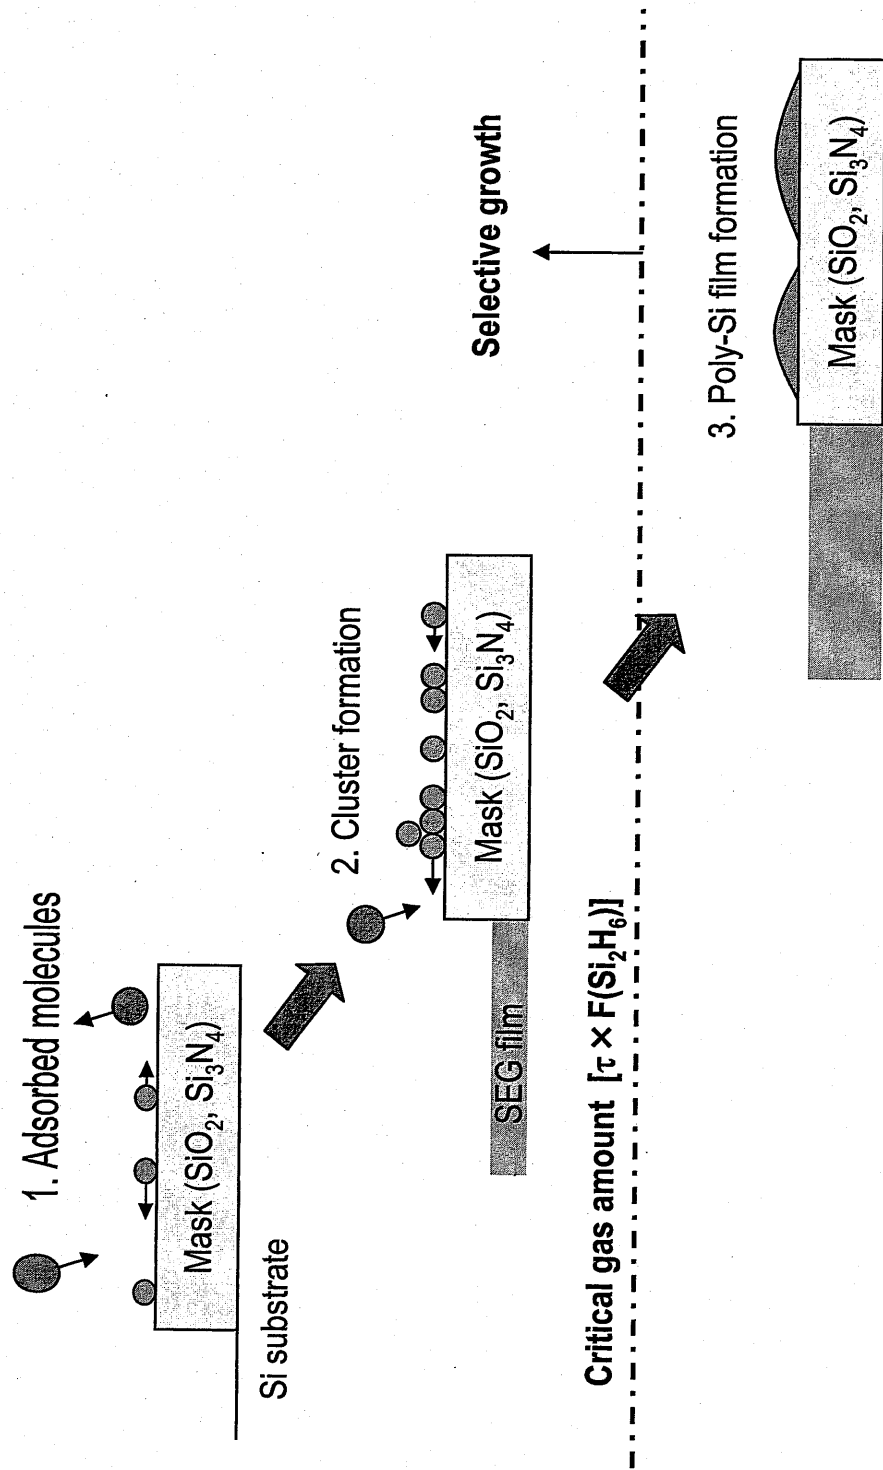 1. Adsorbed molecules
Mask (SiO₂, Si₃N₄)
Si substrate
2. Cluster formation
Mask (SiO₂, Si₃N₄)
SEG film
Selective growth
Critical gas amount [τ × F(Si₂H₆)]
3. Poly-Si film formation
Mask (SiO₂, Si₃N₄)